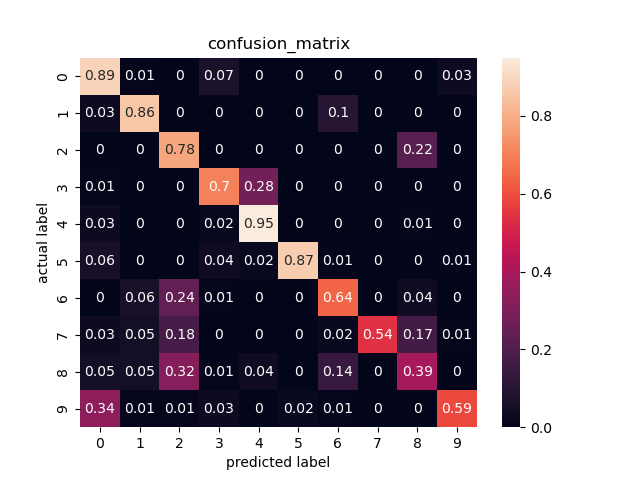 confusion_matrix
0 0.89 0.01 0 0.07 0 0 0 0 0 0.03
1 0.03 0.86 0 0 0 0 0.1 0 0 0
2 0 0 0.78 0 0 0 0 0 0.22 0
3 0.01 0 0 0.7 0.28 0 0 0 0 0
4 0.03 0 0 0.02 0.95 0 0 0 0.01 0
5 0.06 0 0 0.04 0.02 0.87 0.01 0 0 0.01
6 0 0.06 0.24 0.01 0 0 0.64 0 0.04 0
7 0.03 0.05 0.18 0 0 0 0.02 0.54 0.17 0.01
8 0.05 0.05 0.32 0.01 0.04 0 0.14 0 0.39 0
9 0.34 0.01 0.01 0.03 0 0.02 0.01 0 0 0.59
0 1 2 3 4 5 6 7 8 9
predicted label
actual label
0.8
0.6
0.4
0.2
0.0